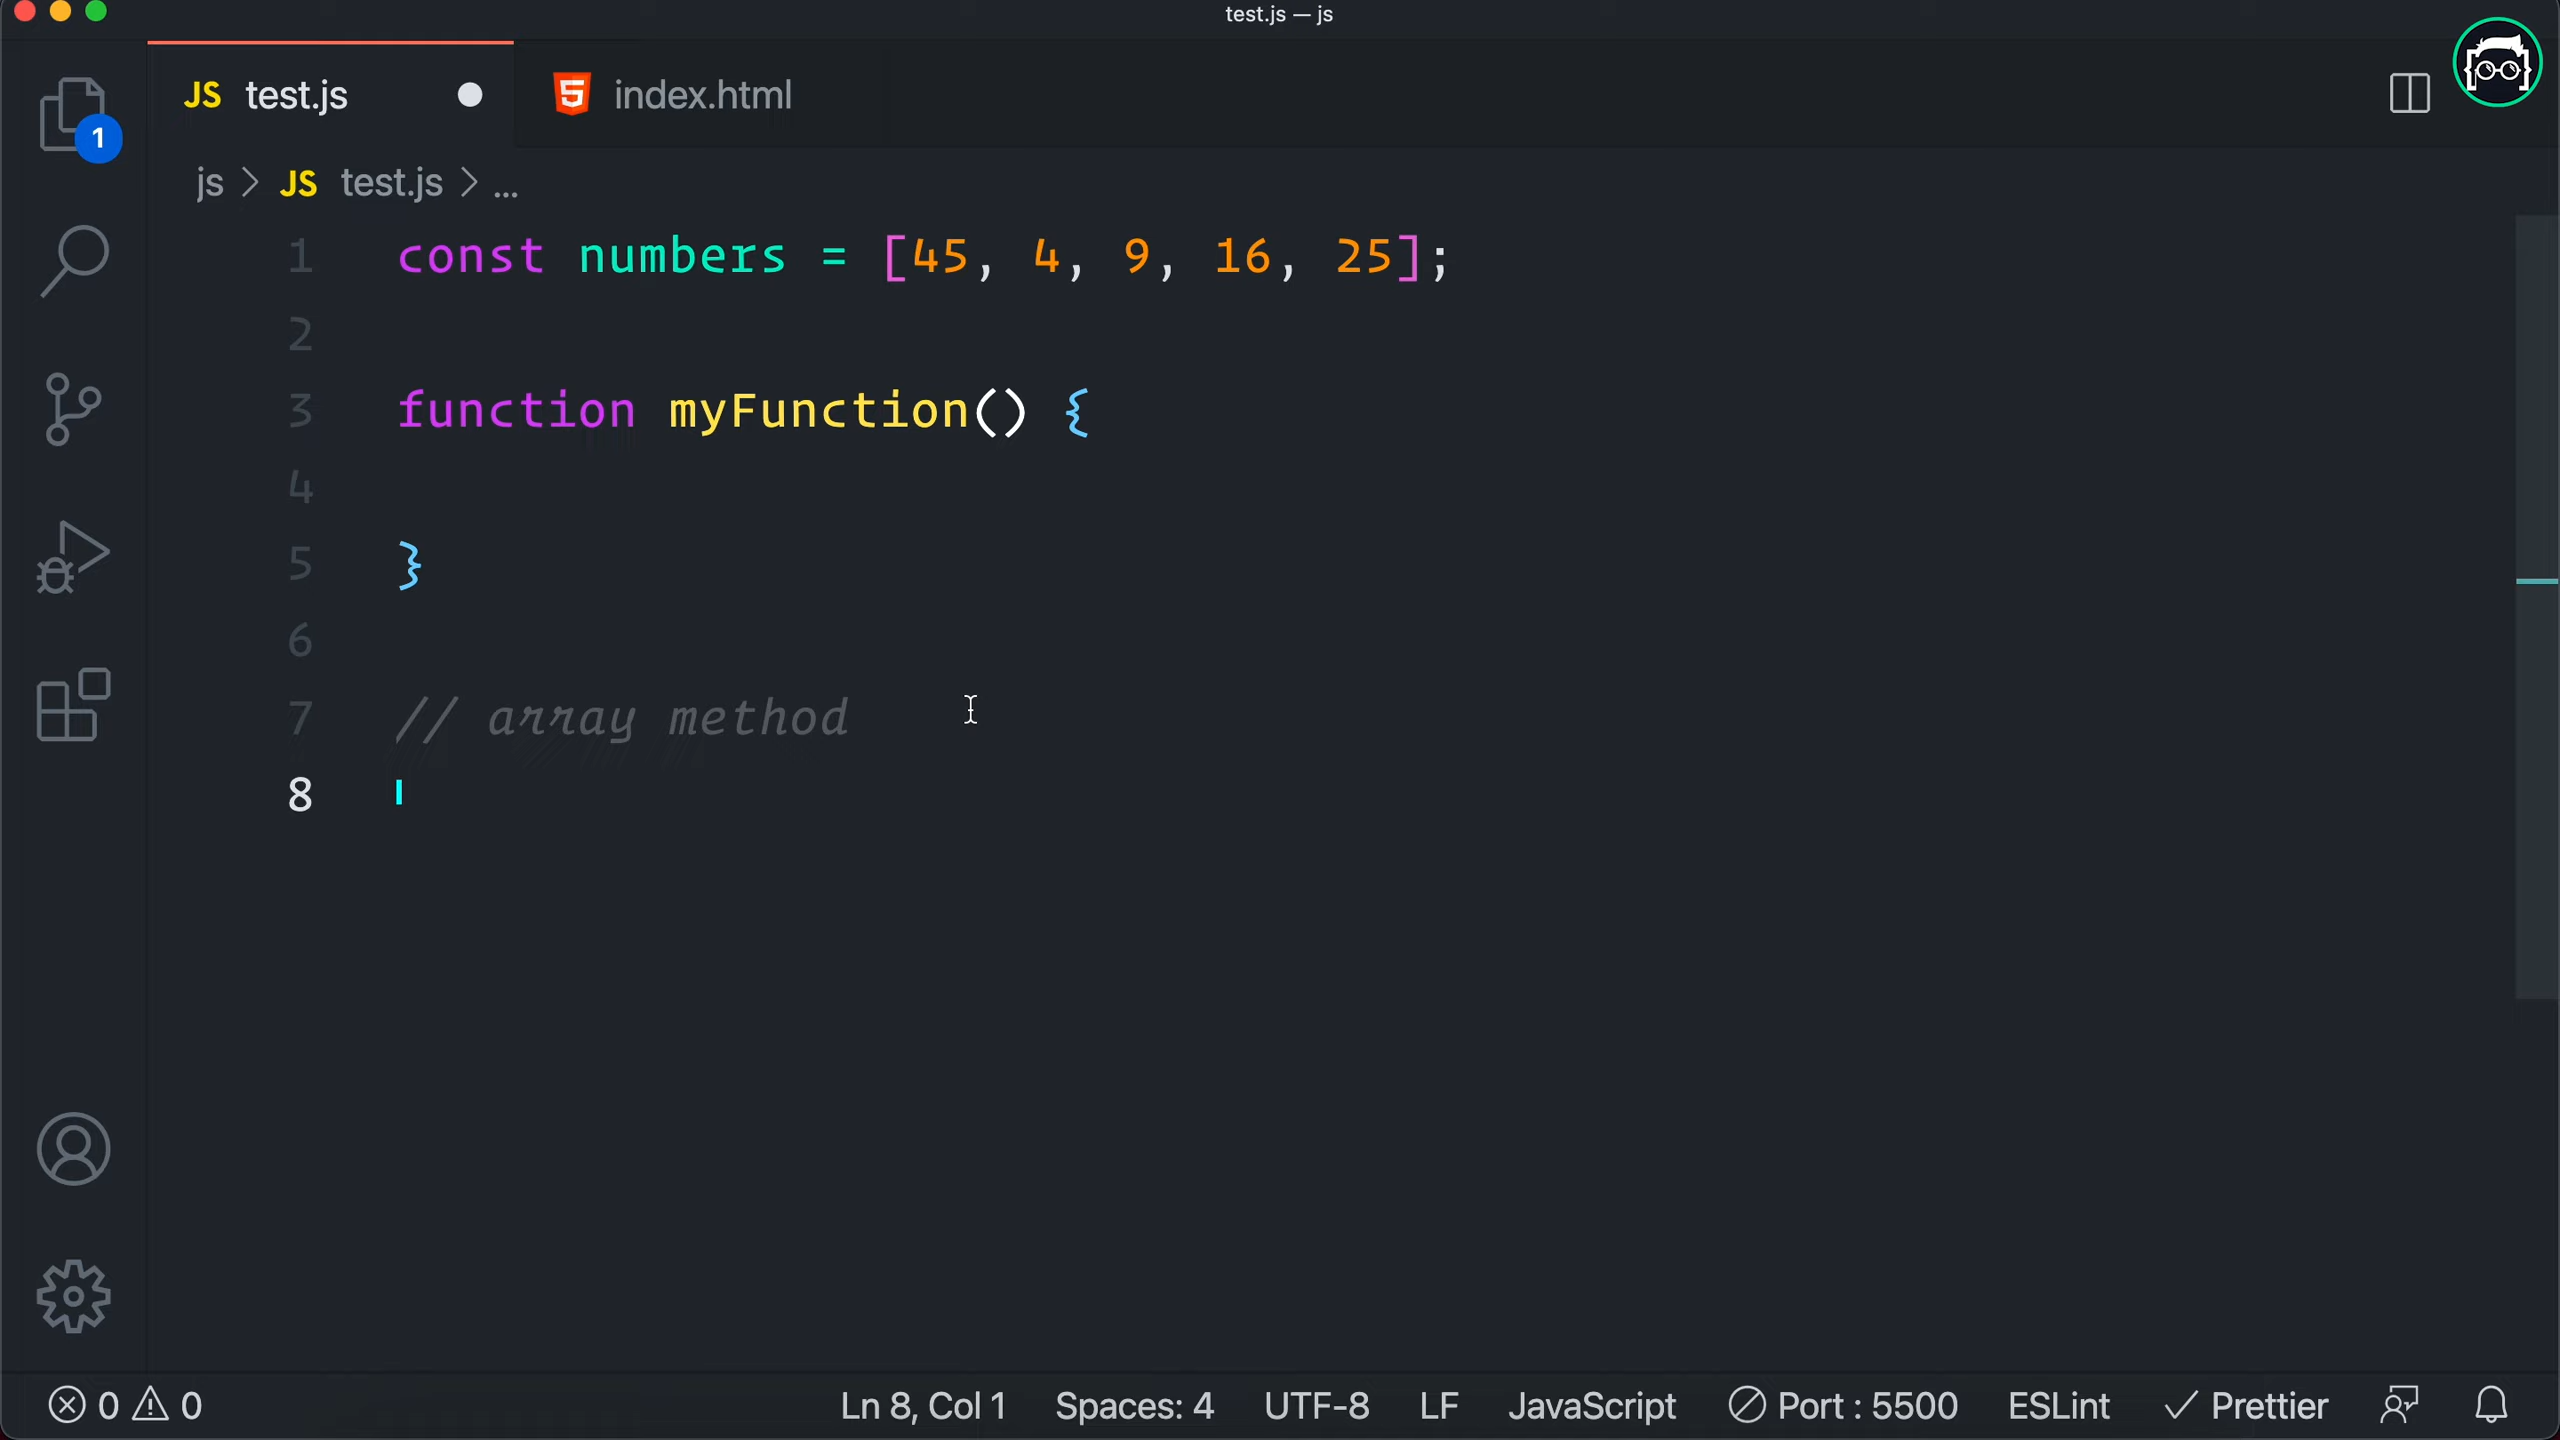 test.js — js
JS test.js
index.html
1
js > JS test.js > ...
1 const numbers = [45, 4, 9, 16, 25];
2
3 function myFunction() {
4
5 }
6
7 // array method
8
0 0 Ln 8, Col 1 Spaces: 4 UTF-8 LF JavaScript Port : 5500 ESLint Prettier